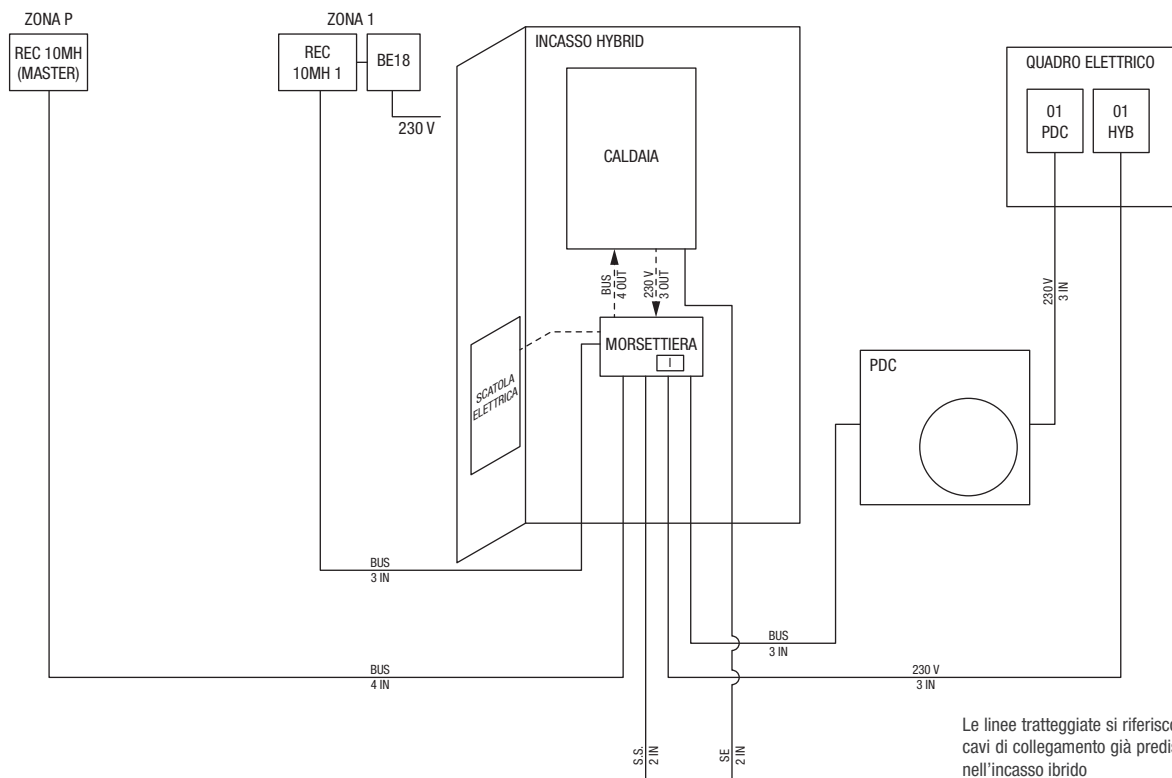 ZONA P
REC 10MH
(MASTER)
ZONA 1
REC
10MH 1
BE18
230 V
INCASSO HYBRID
CALDAIA
BUS
4 OUT
230 V
3 OUT
MORSETTIERA
I
SCATOLA
ELETTRICA
QUADRO ELETTRICO
01
PDC
01
HYB
230 V
3 IN
PDC
BUS
3 IN
BUS
3 IN
BUS
4 IN
230 V
3 IN
S.S.
2 IN
SE
2 IN
Le linee tratteggiate si riferisc
cavi di collegamento già predis
nell'incasso ibrido